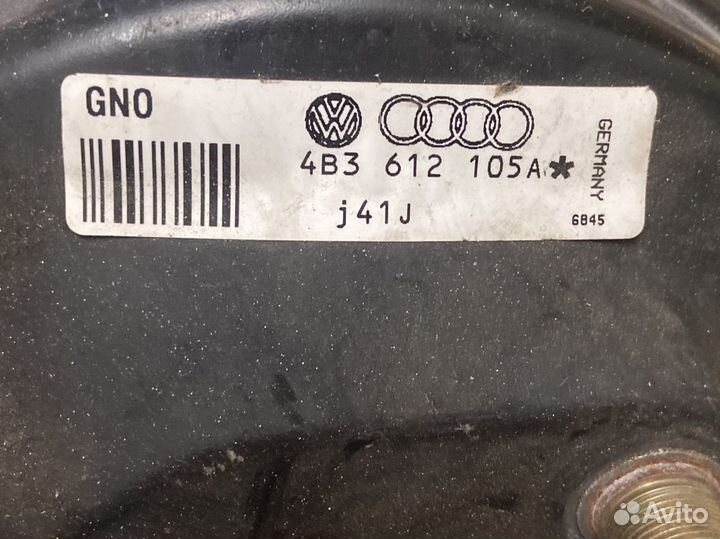 GNO
4B3 612 105A*
j41J
GERMANY
6845
Avito